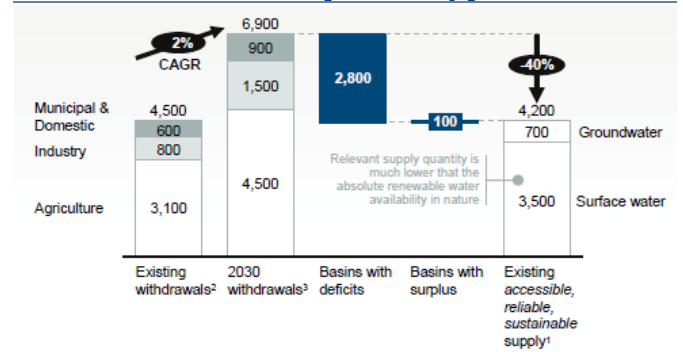 6,900
2%
CAGR
900
1,500
4,500
2,800
-40%
Municipal &
Domestic
Industry
Agriculture
4,500
600
800
3,100
100
4,200
700
3,500
Groundwater
Surface water
Relevant supply quantity is
much lower that the
absolute renewable water
availability in nature
Existing
withdrawals²
2030
withdrawals³
Basins with
deficits
Basins with
surplus
Existing
accessible,
reliable,
sustainable
supply¹